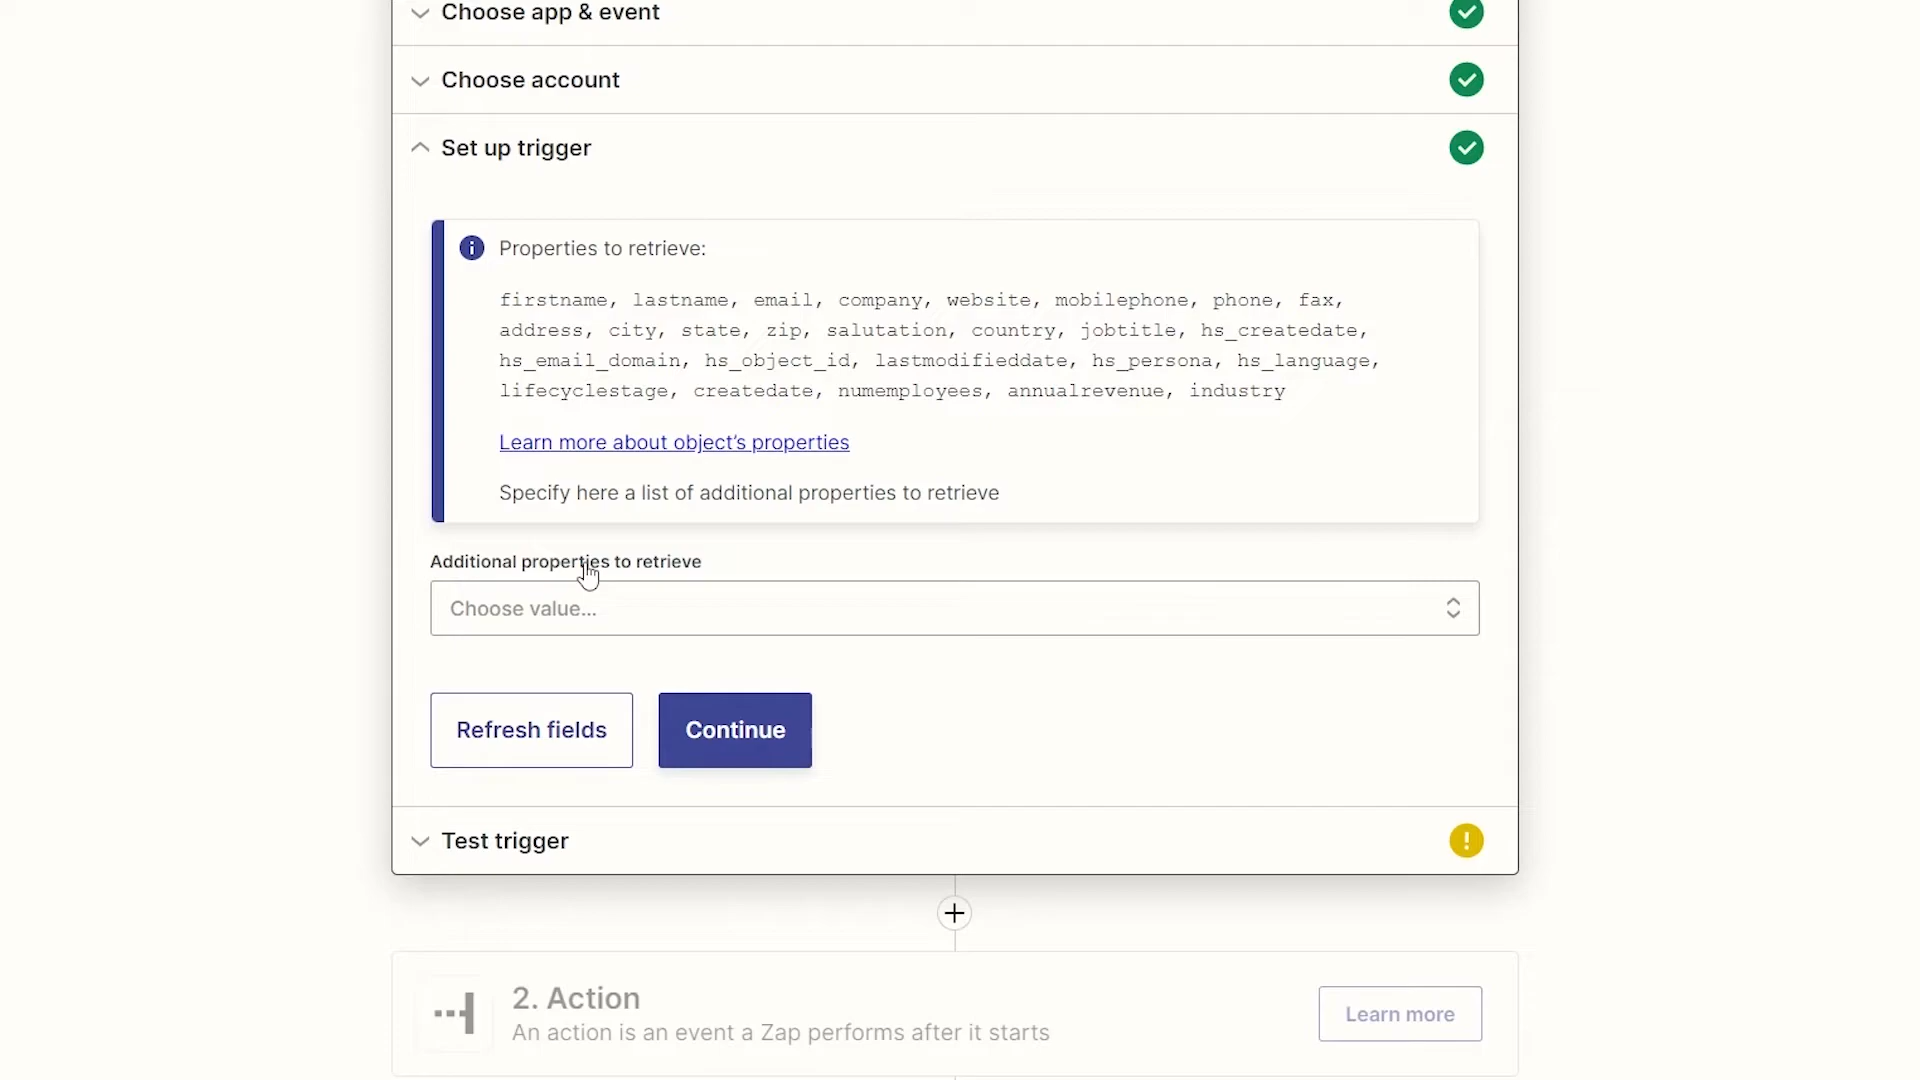 Choose app & event
Choose account
Set up trigger
Properties to retrieve:
firstname, lastname, email, company, website, mobilephone, phone, fax,
address, city, state, zip, salutation, country, jobtitle, hs_createdate,
hs_email_domain, hs_object_id, lastmodifieddate, hs_persona, hs_language,
lifecyclestage, createdate, numemployees, annualrevenue, industry
Learn more about object’s properties
Specify here a list of additional properties to retrieve
Additional properties to retrieve
Choose value...
Refresh fields
Continue
Test trigger
2. Action
An action is an event a Zap performs after it starts
Learn more